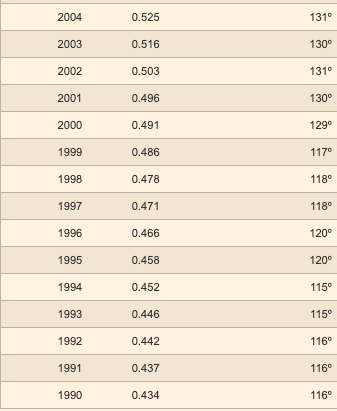 2004 0.525 131º
2003 0.516 130º
2002 0.503 131º
2001 0.496 130º
2000 0.491 129º
1999 0.486 117º
1998 0.478 118º
1997 0.471 118º
1996 0.466 120º
1995 0.458 120º
1994 0.452 115º
1993 0.446 115º
1992 0.442 116º
1991 0.437 116º
1990 0.434 116º